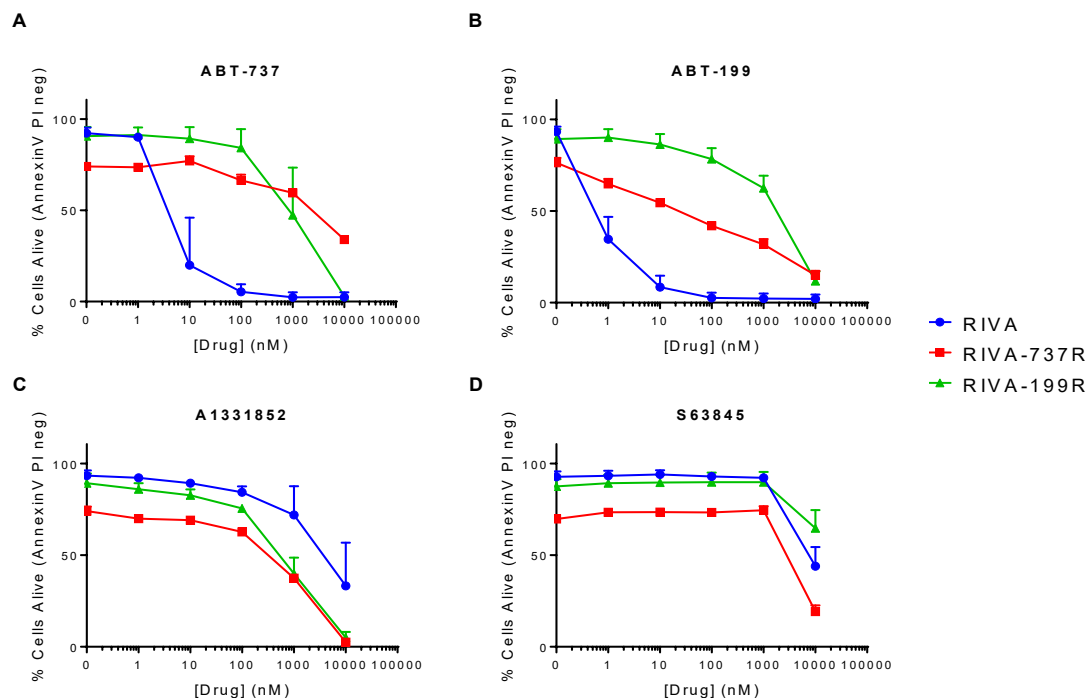 A
ABT-737
% Cells Alive (AnnexinV PI neg)
100
50
0
0 1 10 100 1000 10000 100000
[Drug] (nM)
B
ABT-199
% Cells Alive (AnnexinV PI neg)
100
50
0
0 1 10 100 1000 10000 100000
[Drug] (nM)
RIVA
RIVA-737R
RIVA-199R
C
A1331852
% Cells Alive (AnnexinV PI neg)
100
50
0
0 1 10 100 1000 10000 100000
[Drug] (nM)
D
S63845
% Cells Alive (AnnexinV PI neg)
100
50
0
0 1 10 100 1000 10000 100000
[Drug] (nM)